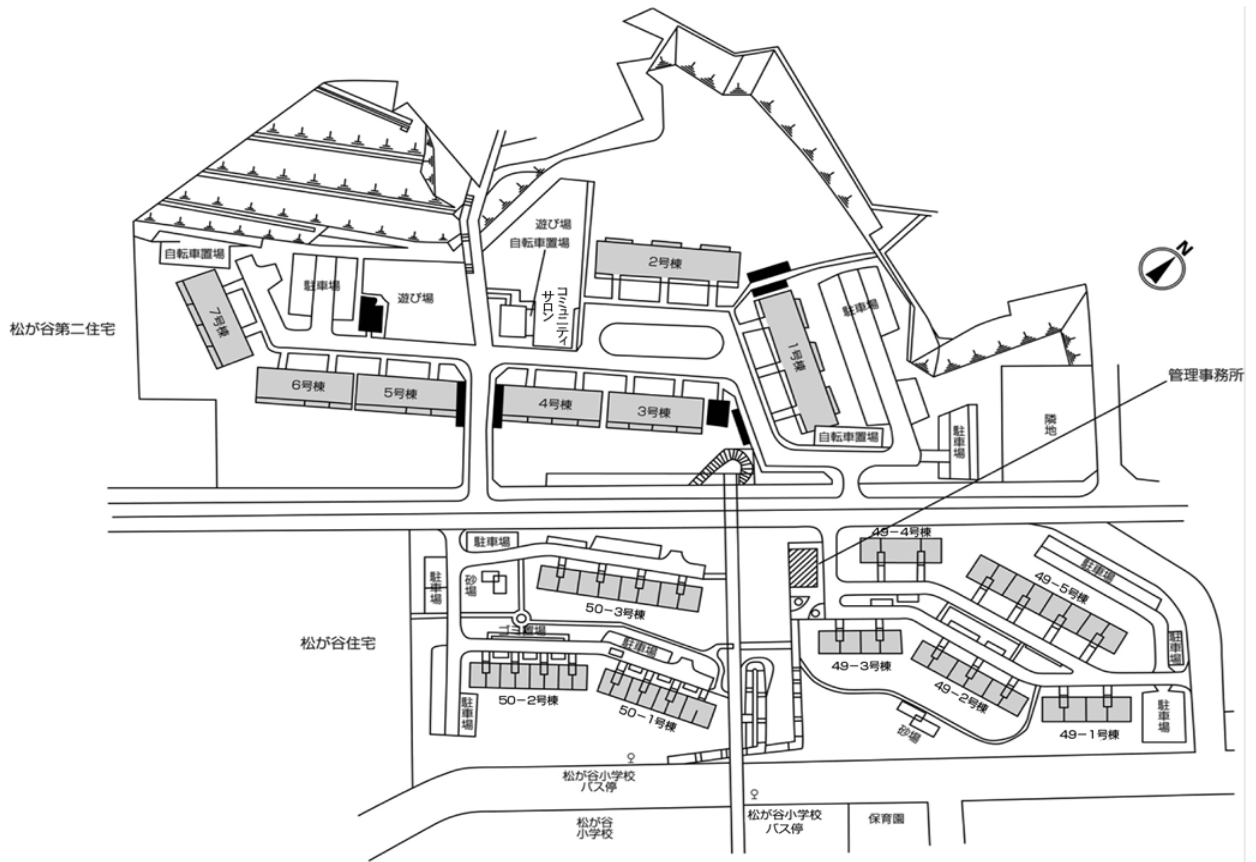 N
遊び場
自転車置場
コミュニティ
サロン
2号棟
自転車置場
駐車場
遊び場
駐車場
7号棟
松が谷第二住宅
1号棟
6号棟
5号棟
4号棟
3号棟
管理事務所
自転車置場
駐車場
隣地
49-4号棟
駐車場
駐車場
砂場
50-3号棟
49-5号棟
駐車場
ゴミ置場
松が谷住宅
駐車場
駐車場
49-3号棟
49-2号棟
50-2号棟
50-1号棟
駐車場
49-1号棟
駐車場
砂場
松が谷小学校
バス停
松が谷
小学校
松が谷小学校
バス停
保育園